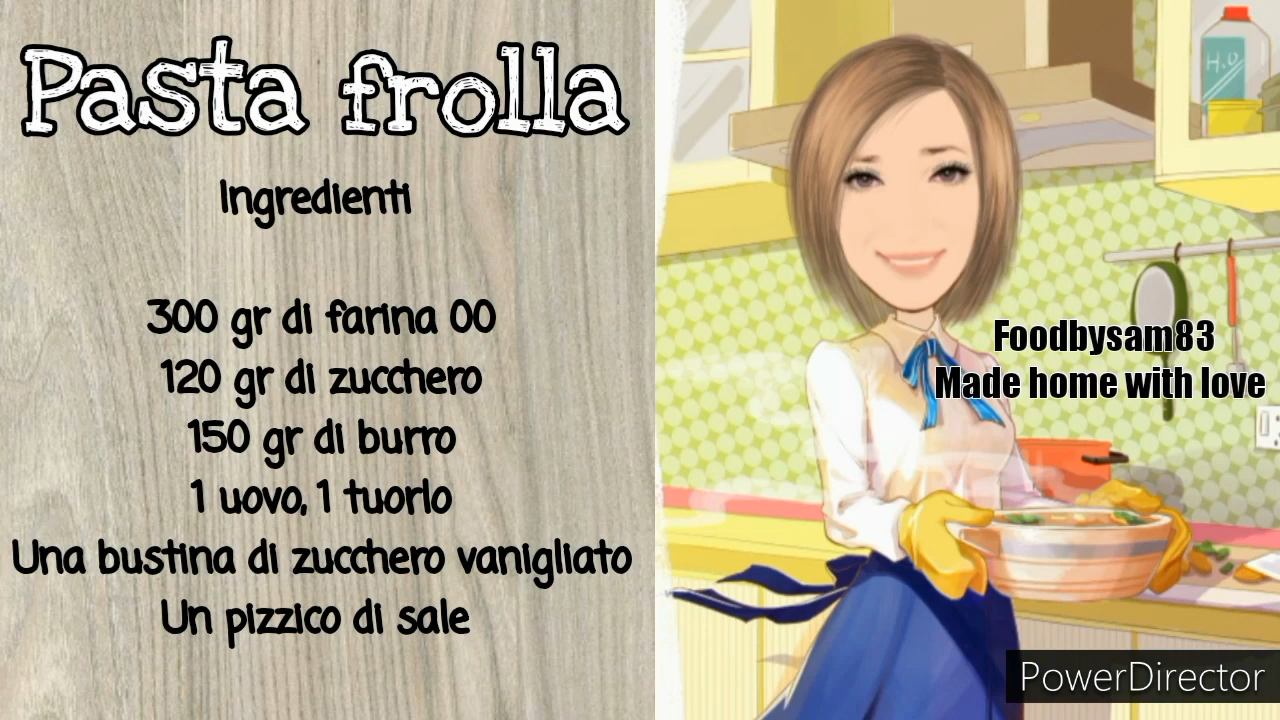 Pasta frolla
Ingredienti
300 gr di farina 00
120 gr di zucchero
150 gr di burro
1 uovo, 1 tuorlo
Una bustina di zucchero vanigliato
Un pizzico di sale
H2O
Foodbysam83
Made home with love
PowerDirector